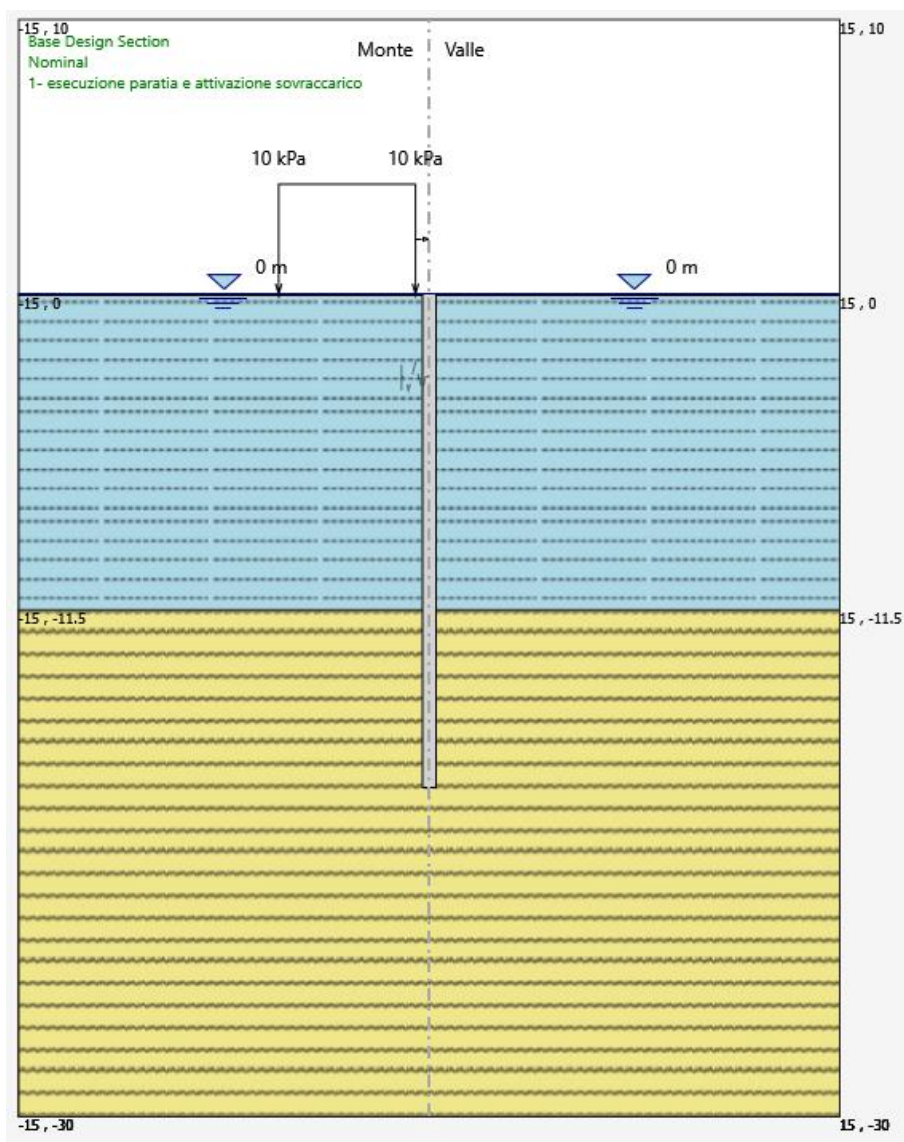 -15 , 10
15 , 10
Base Design Section
Nominal
1- esecuzione paratia e attivazione sovraccarico
Monte
Valle
10 kPa
10 kPa
0 m
0 m
-15 , 0
15 , 0
-15 , -11.5
15 , -11.5
-15 , -30
15 , -30